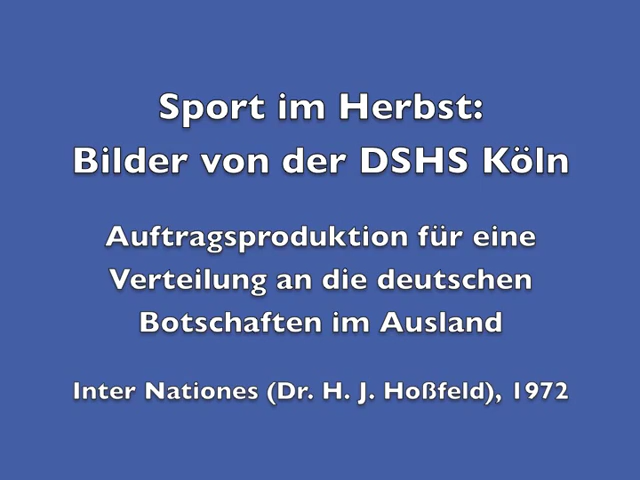 Sport im Herbst:
Bilder von der DSHS Köln
Auftragsproduktion für eine
Verteilung an die deutschen
Botschaften im Ausland
Inter Nationes (Dr. H. J. Hoßfeld), 1972